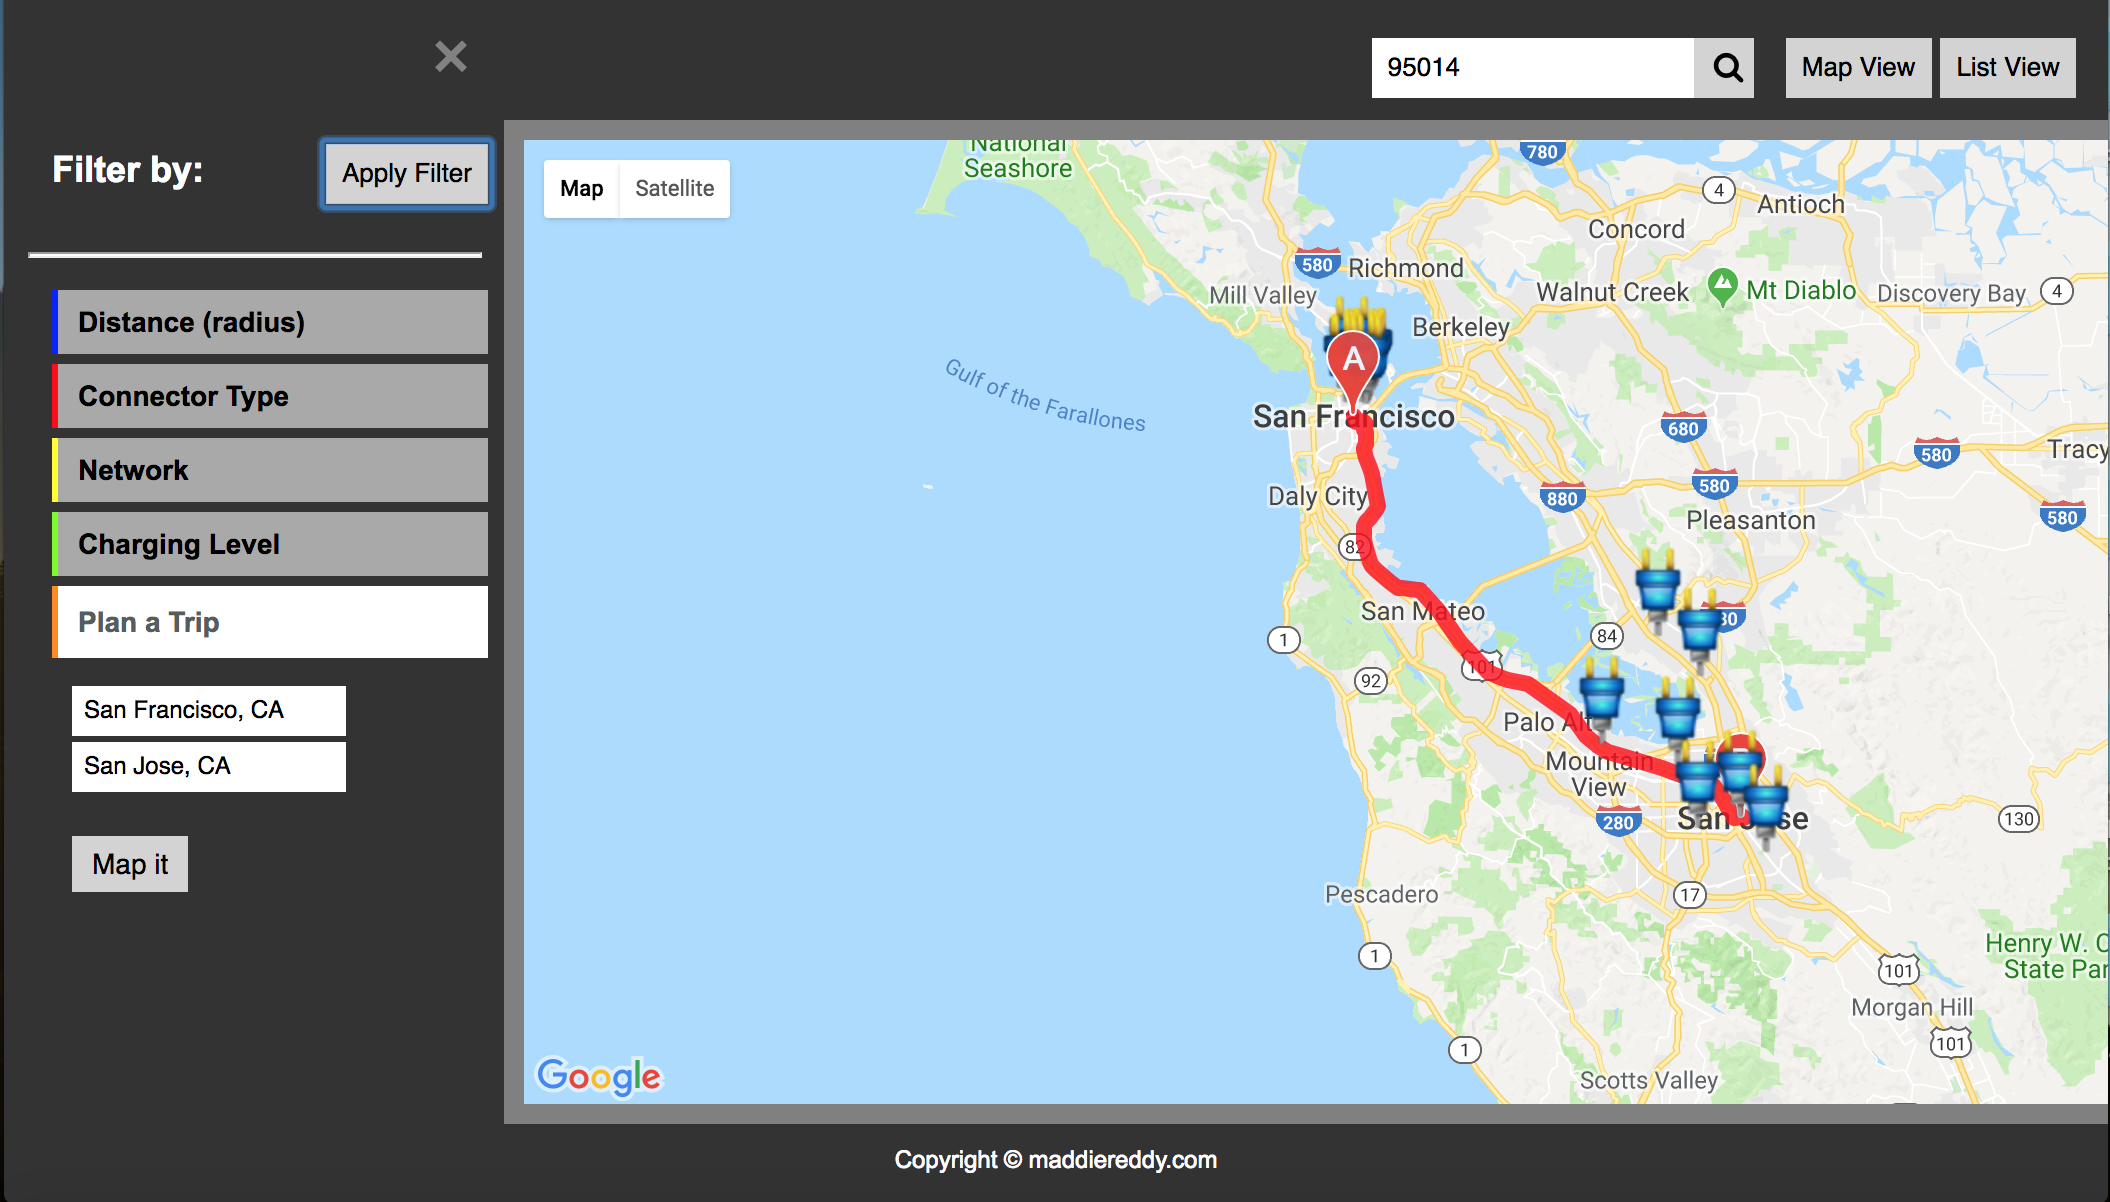 ×
95014
Map View
List View
Filter by:
Apply Filter
Distance (radius)
Connector Type
Network
Charging Level
Plan a Trip
San Francisco, CA
San Jose, CA
Map it
Map
Satellite
National
Seashore
780
4
Antioch
Concord
580
Richmond
Mill Valley
Walnut Creek
Mt Diablo
Discovery Bay
4
Berkeley
A
Gulf of the Farallones
San Francisco
680
580
Tracy
Daly City
880
580
580
Pleasanton
82
San Mateo
1
84
101
92
Palo Alt
Mountain
View
280
San Jose
130
Pescadero
17
1
Henry W. C
State Par
101
Morgan Hill
101
1
Scotts Valley
Google
Copyright © maddiereddy.com